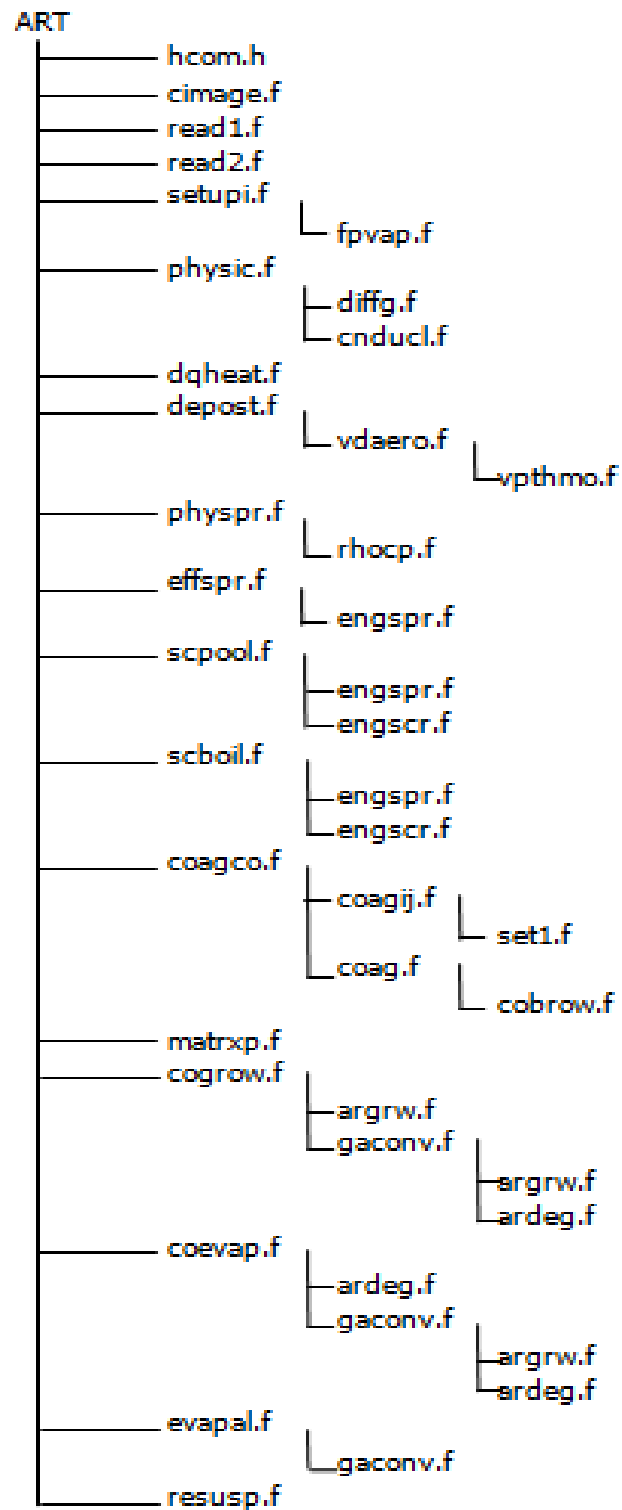 ART
hcom.h
cimage.f
read1.f
read2.f
setupi.f
fpvap.f
physic.f
diffg.f
cnducl.f
dqheat.f
depost.f
vdaero.f
vpthmo.f
physpr.f
rhocp.f
effspr.f
engspr.f
scpool.f
engspr.f
engscr.f
scboil.f
engspr.f
engscr.f
coagco.f
coagij.f
set1.f
coag.f
cobrow.f
matrxp.f
cogrow.f
argrw.f
gaconv.f
argrw.f
ardeg.f
coevap.f
ardeg.f
gaconv.f
argrw.f
ardeg.f
evapal.f
gaconv.f
resusp.f